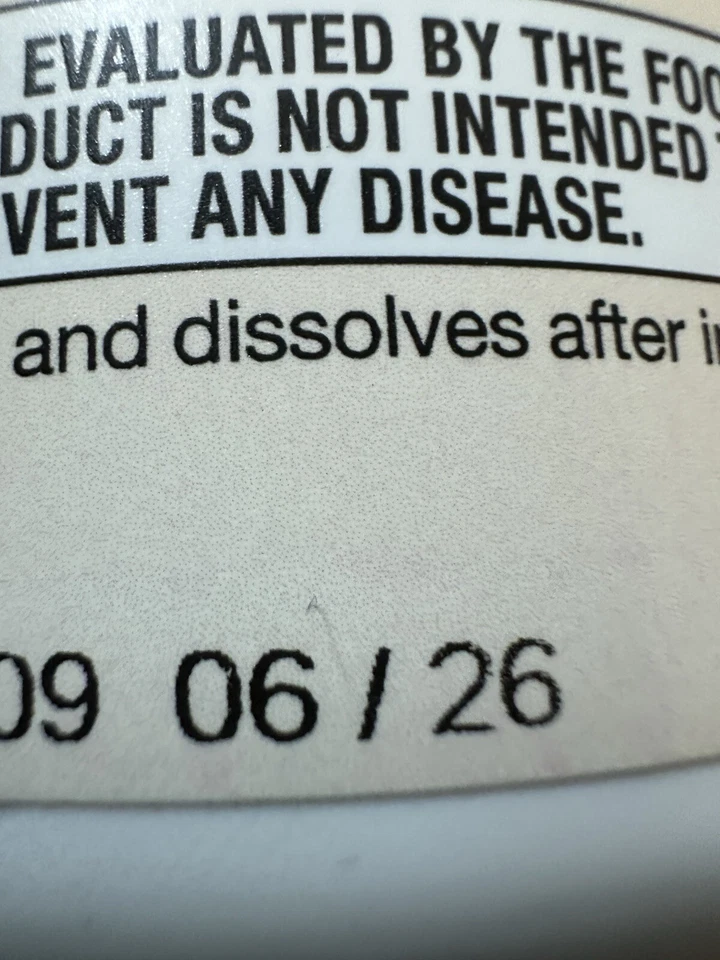 EVALUATED BY THE FOO
DUCT IS NOT INTENDED
VENT ANY DISEASE.
and dissolves after i
09 06 / 26